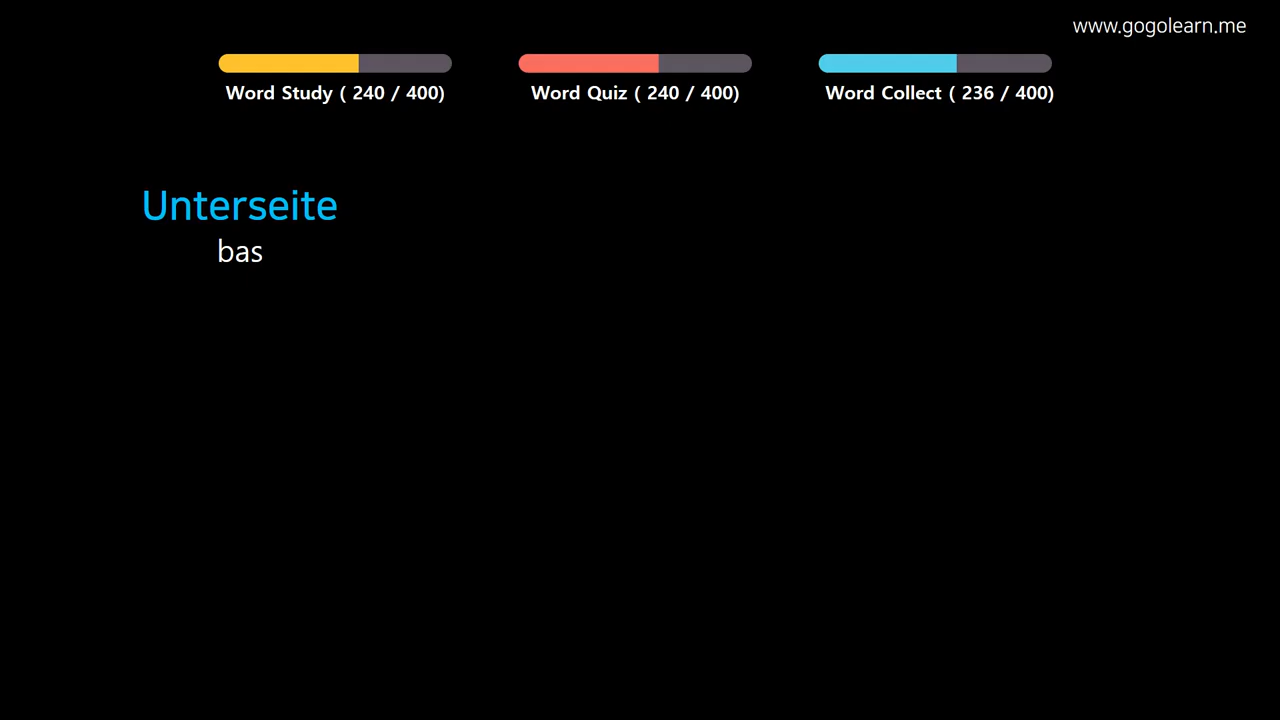 www.gogolearn.me
Word Study ( 240 / 400)
Word Quiz ( 240 / 400)
Word Collect ( 236 / 400)
Unterseite
bas